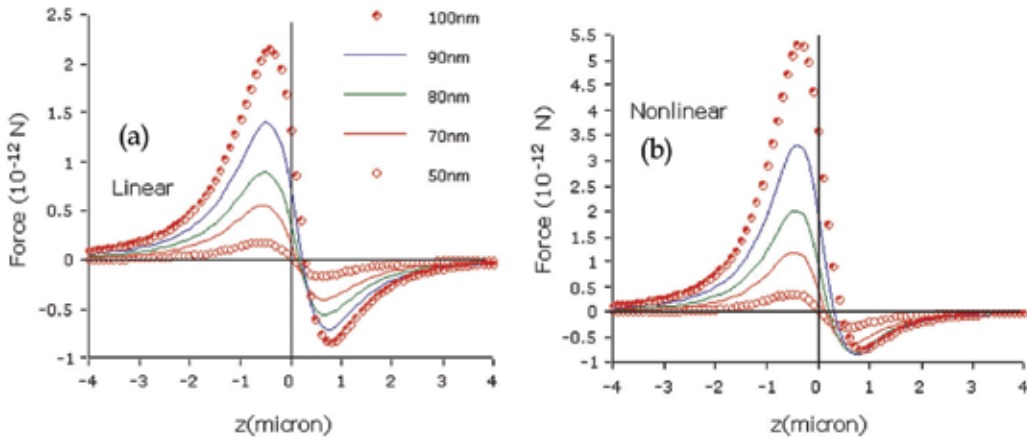 2.5
2
1.5
1
0.5
0
-0.5
-1
-4 -3 -2 -1 0 1 2 3 4
Force (10⁻¹² N)
z(micron)
(a)
Linear
100nm
90nm
80nm
70nm
50nm
5.5
5
4.5
4
3.5
3
2.5
2
1.5
1
0.5
0
-0.5
-1
-4 -3 -2 -1 0 1 2 3 4
Force (10⁻¹² N)
z(micron)
Nonlinear
(b)